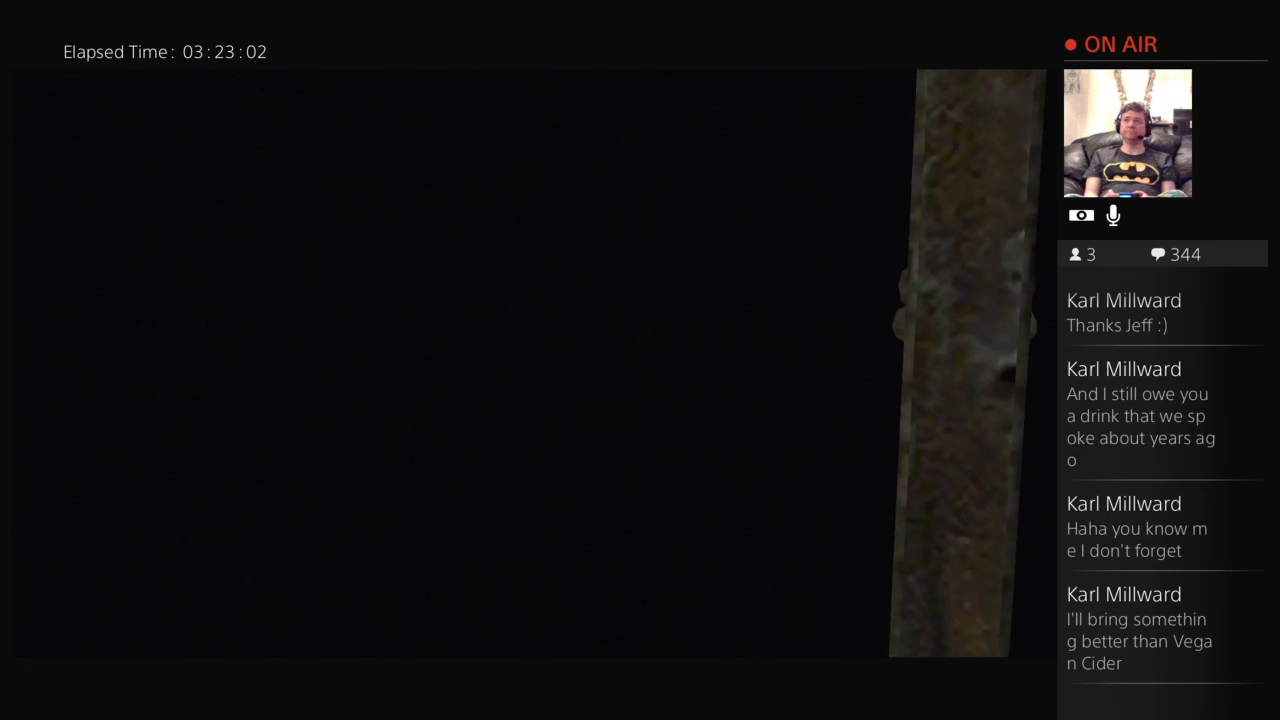 Elapsed Time: 03:23:02
ON AIR
3 344
Karl Millward
Thanks Jeff :)
Karl Millward
And I still owe you
a drink that we sp
oke about years ag
o
Karl Millward
Haha you know m
e I don't forget
Karl Millward
I'll bring somethin
g better than Vega
n Cider